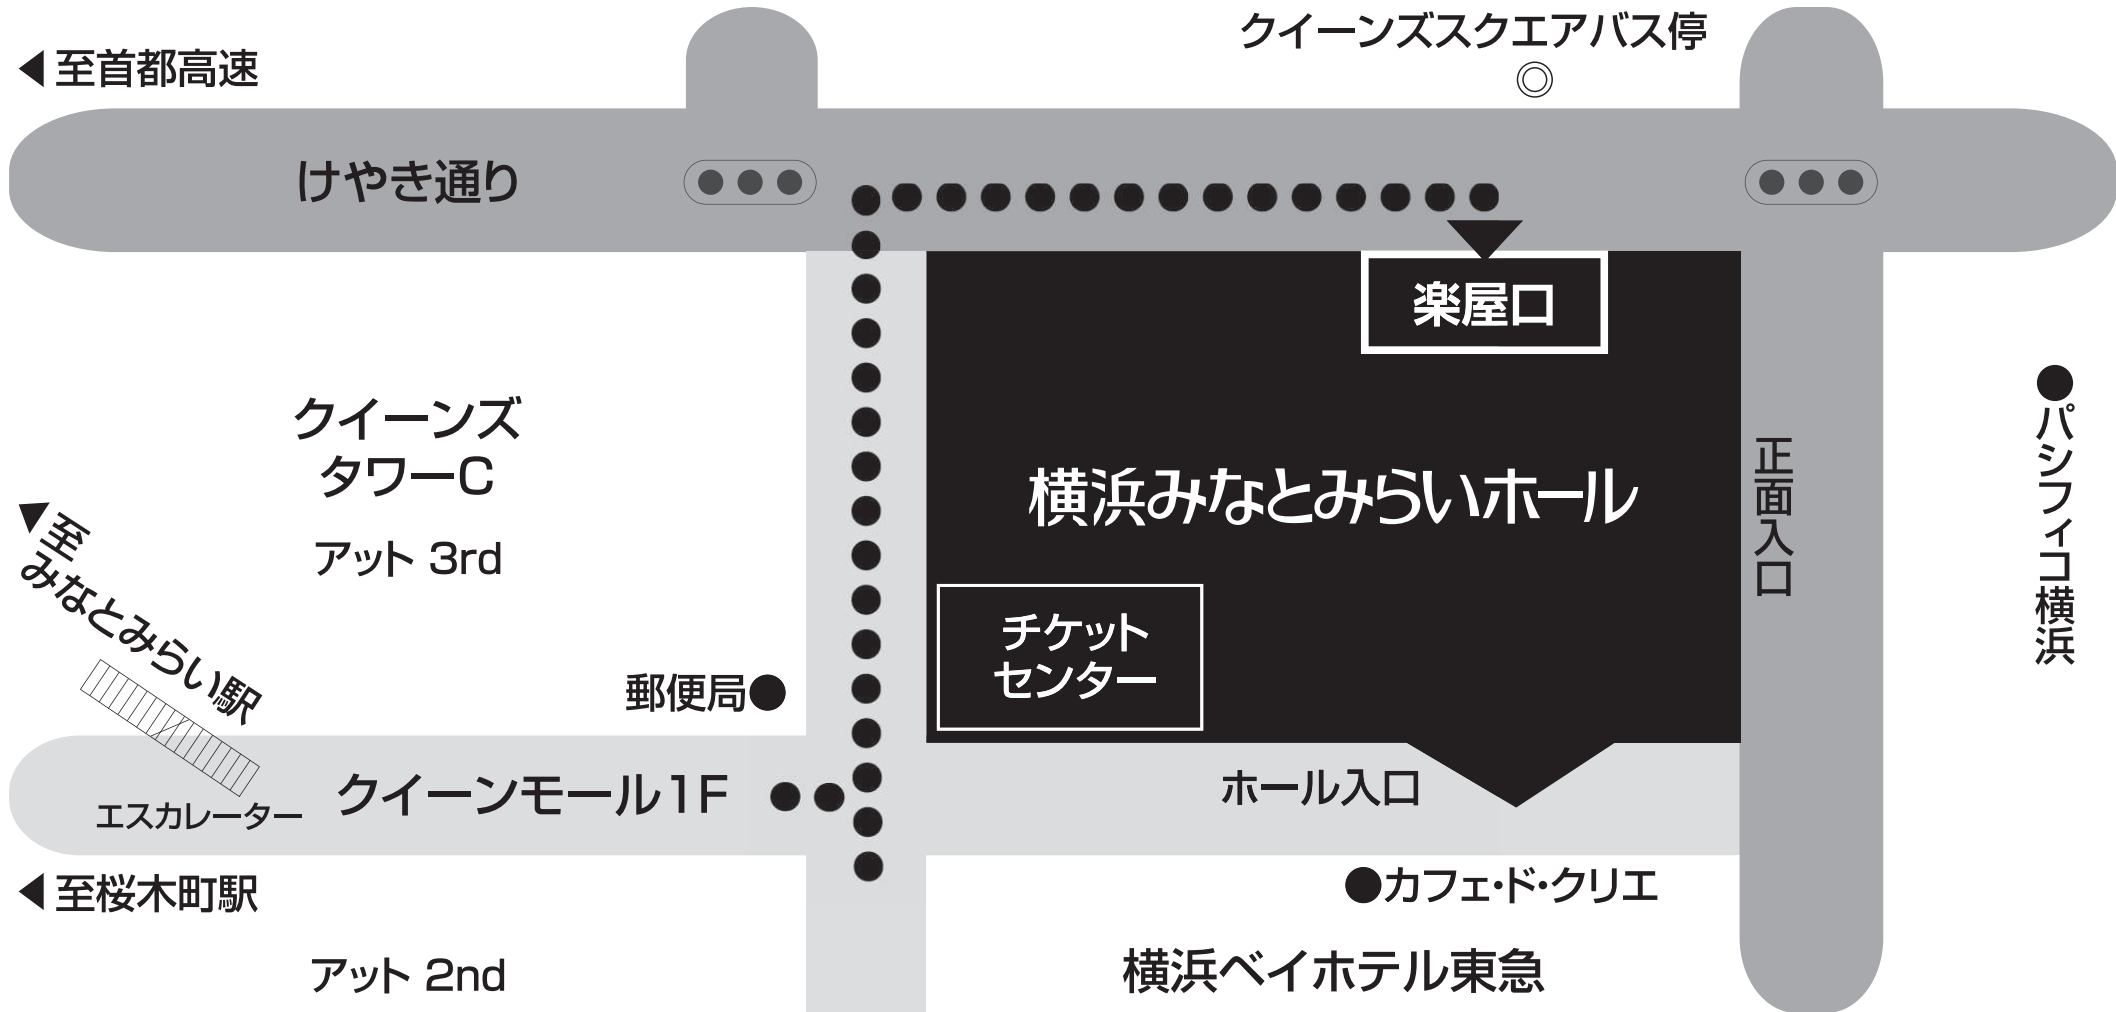 クイーンズスクエアバス停
至首都高速
けやき通り
楽屋口
クイーンズ
タワーC
アット 3rd
横浜みなとみらいホール
正面入口
パシフィコ横浜
至
みなとみらい駅
チケット
センター
郵便局
クイーンモール1F
ホール入口
エスカレーター
至桜木町駅
カフェ・ド・クリエ
アット 2nd
横浜ベイホテル東急